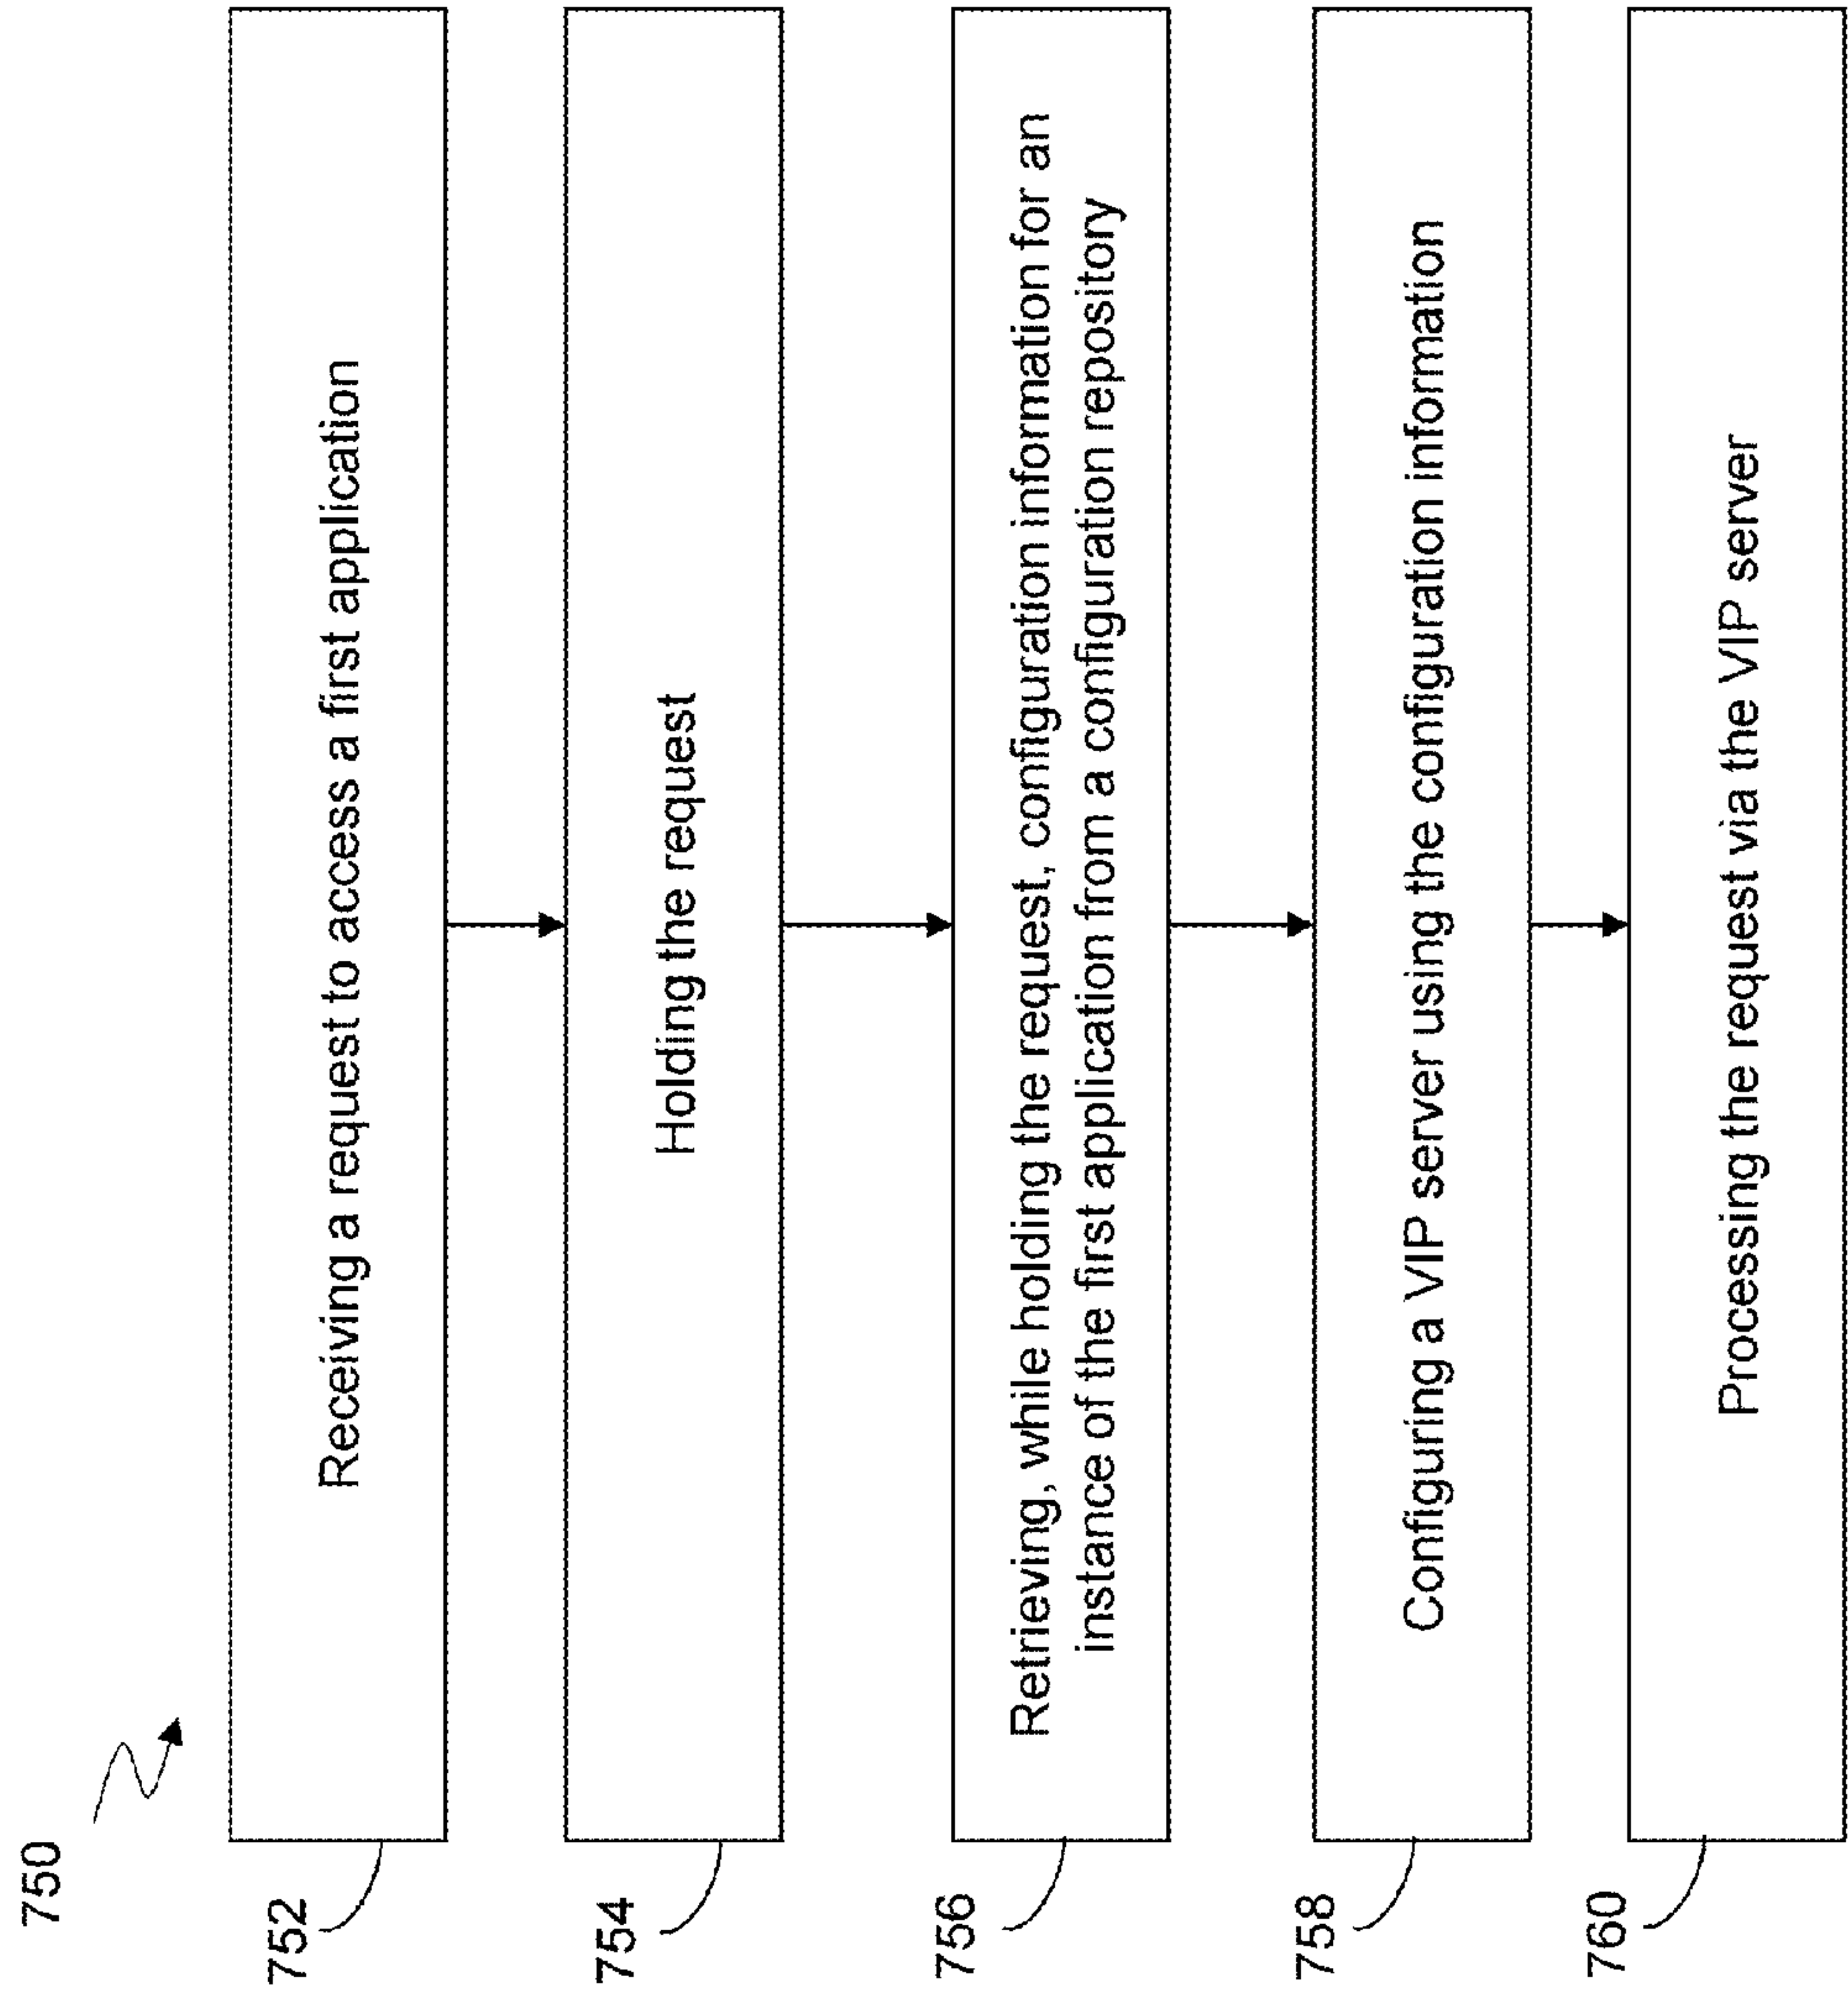 750
752
Receiving a request to access a first application
754
Holding the request
756
Retrieving, while holding the request, configuration information for an
instance of the first application from a configuration repository
758
Configuring a VIP server using the configuration information
760
Processing the request via the VIP server